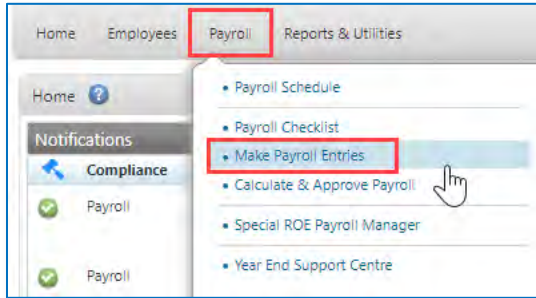 Home Employees Payroll Reports & Utilities
Home ?
• Payroll Schedule
Notifications
• Payroll Checklist
Compliance
• Make Payroll Entries
• Calculate & Approve Payroll
Payroll
• Special ROE Payroll Manager
Payroll
• Year End Support Centre